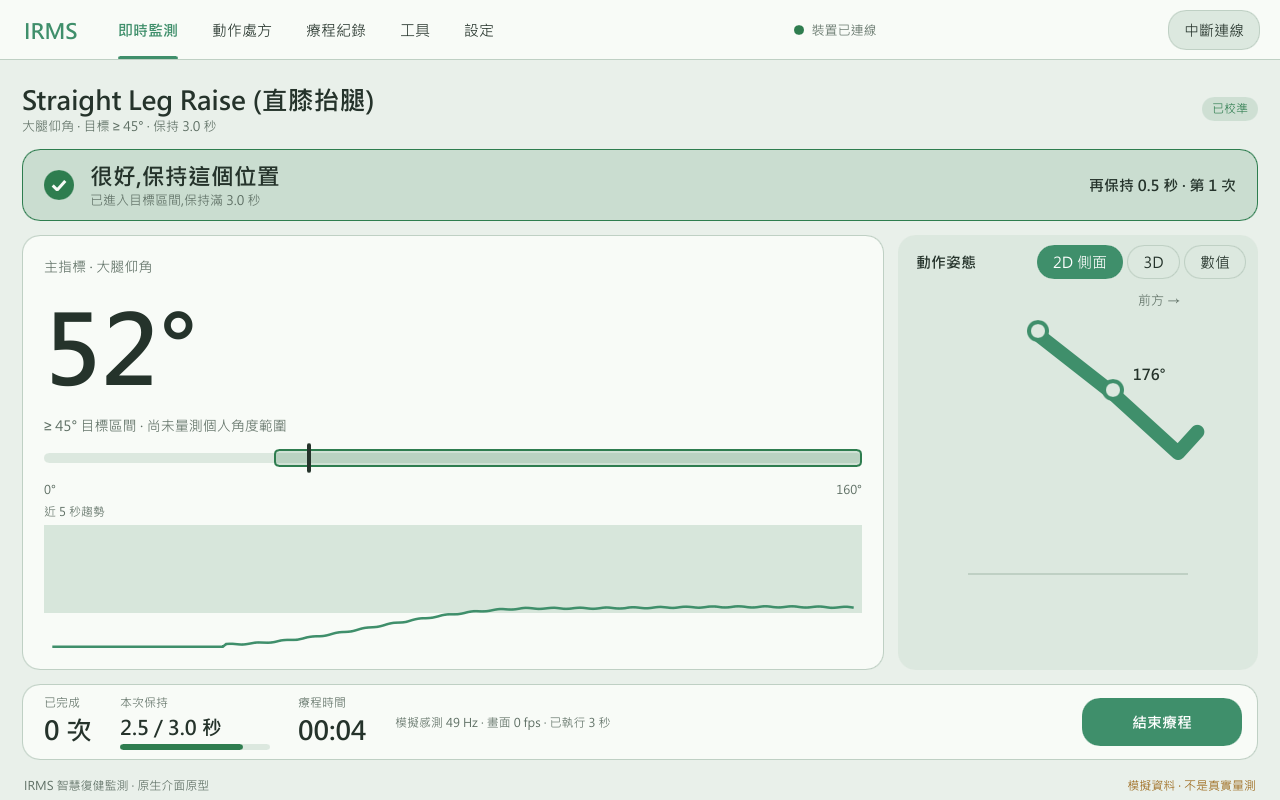 IRMS 即時監測 動作處方 療程紀錄 工具 設定 裝置已連線 中斷連線
Straight Leg Raise (直膝抬腿)
大腿仰角 · 目標 ≥ 45° · 保持 3.0 秒
已校準
很好,保持這個位置
已進入目標區間,保持滿 3.0 秒
再保持 0.5 秒 · 第 1 次
主指標 · 大腿仰角
52°
≥ 45° 目標區間 · 尚未量測個人角度範圍
0° 160°
近 5 秒趨勢
動作姿態 2D 側面 3D 數值
前方 →
176°
已完成
0 次
本次保持
2.5 / 3.0 秒
療程時間
00:04
模擬感測 49 Hz · 畫面 0 fps · 已執行 3 秒
結束療程
IRMS 智慧復健監測 · 原生介面原型
模擬資料 · 不是真實量測